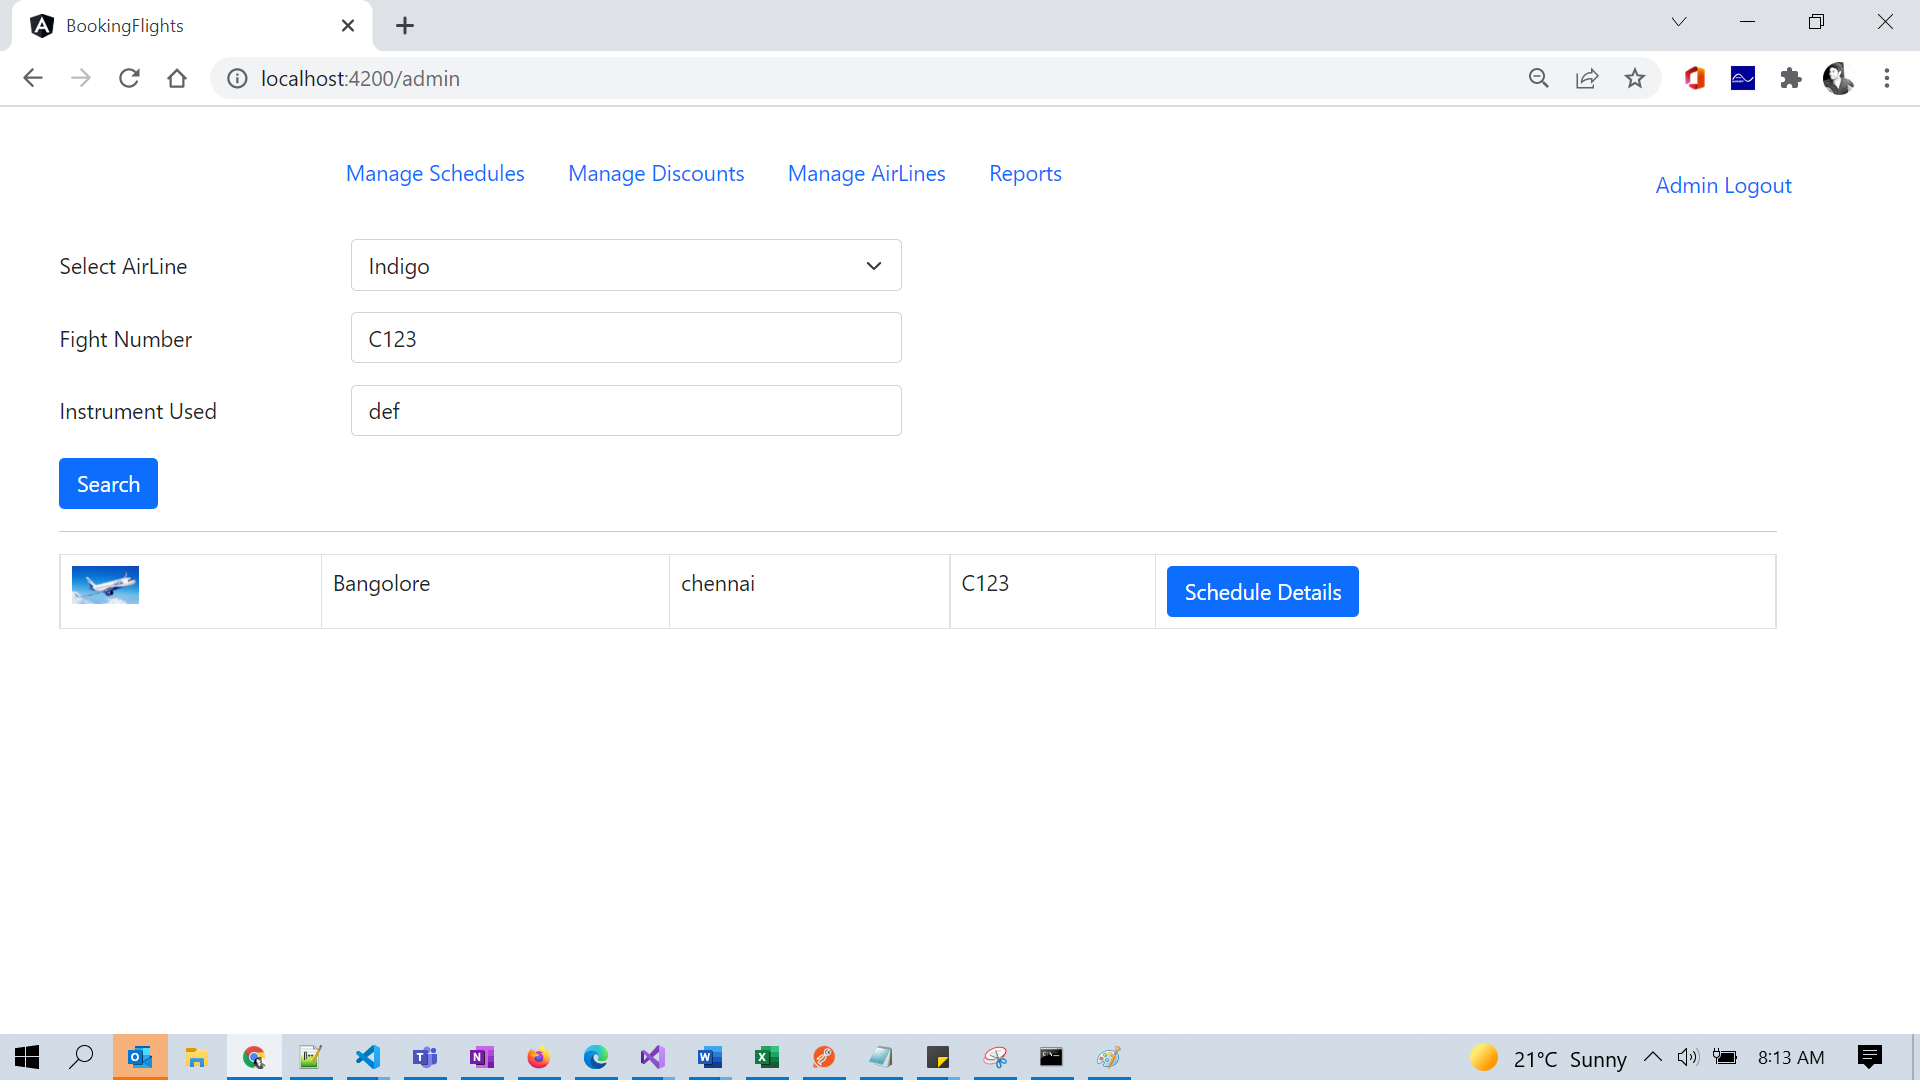 BookingFlights
localhost:4200/admin
Manage Schedules Manage Discounts Manage AirLines Reports
Admin Logout
Select AirLine Indigo
Fight Number C123
Instrument Used def
Search
Bangolore chennai C123 Schedule Details
21°C Sunny 8:13 AM